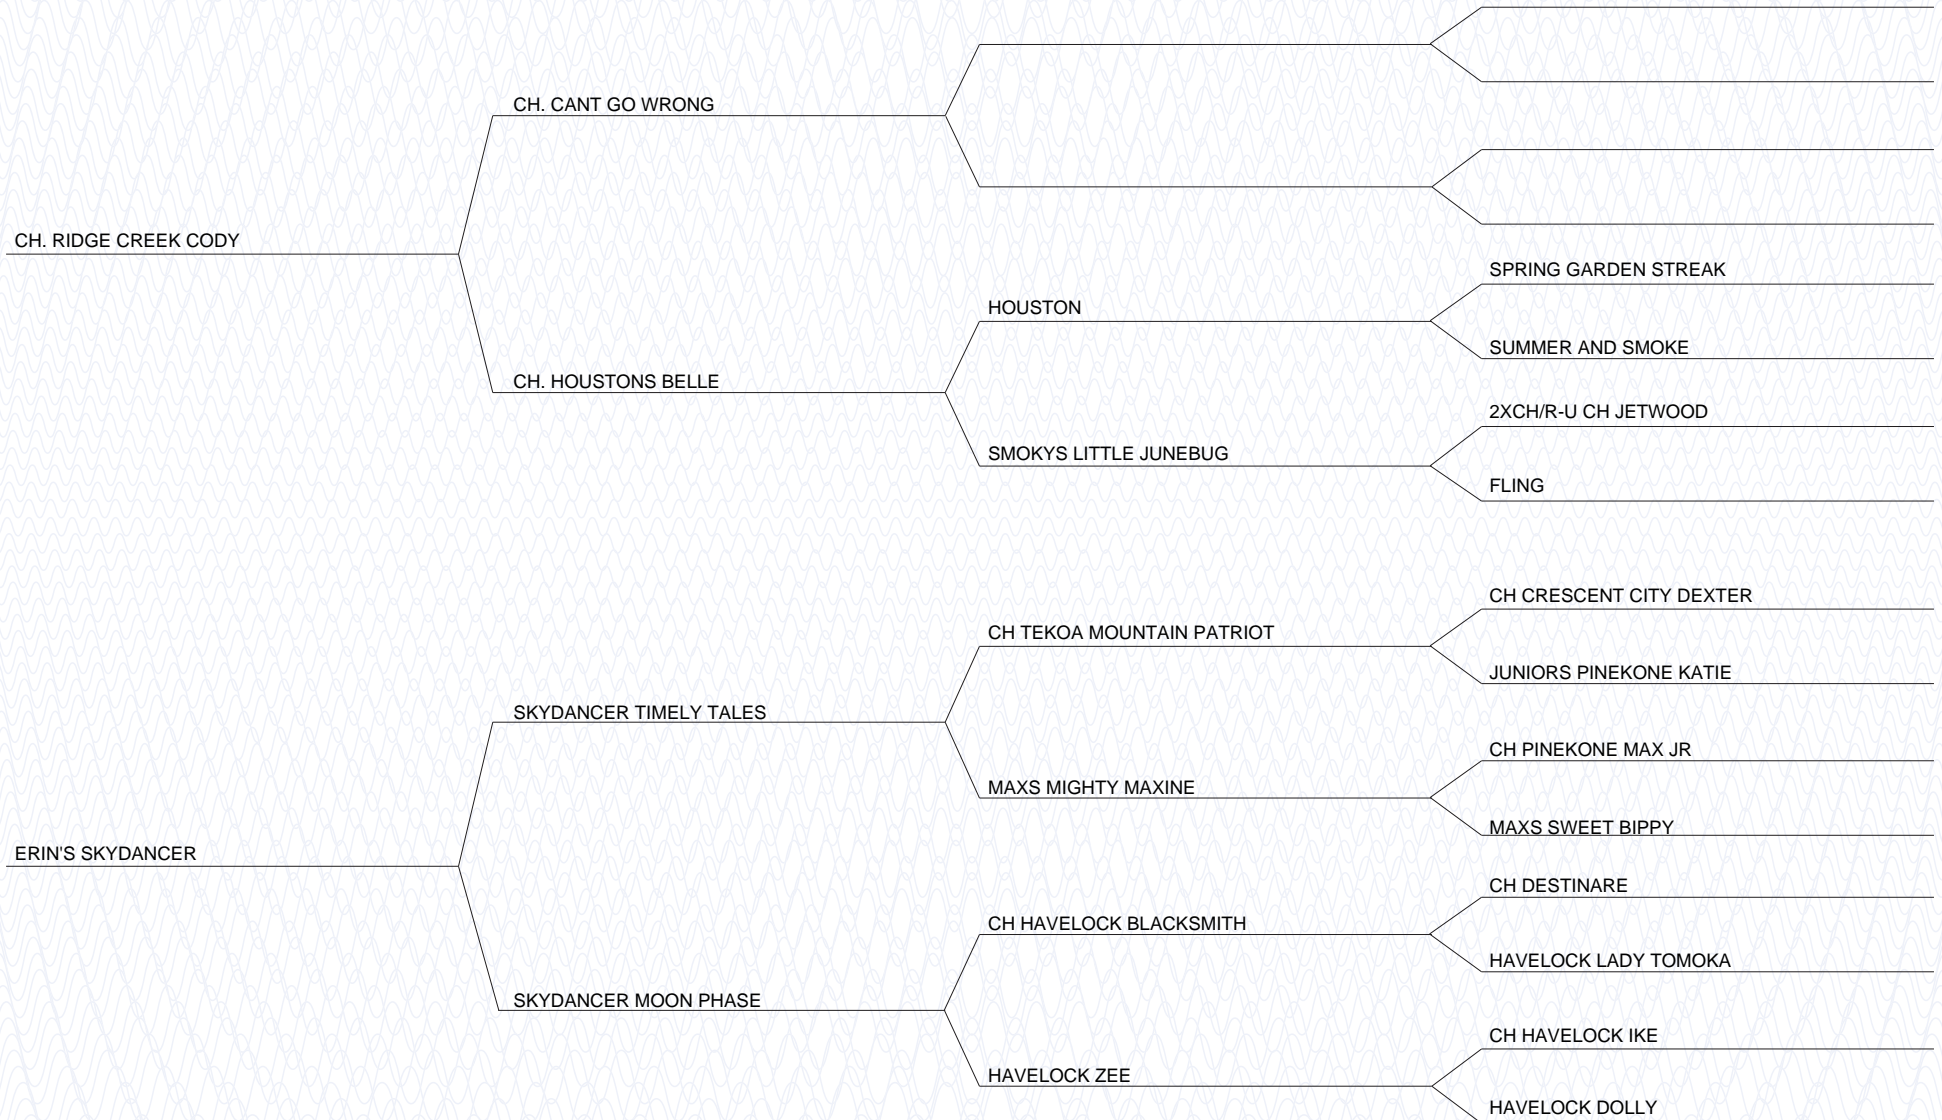 CH. CANT GO WRONG
CH. RIDGE CREEK CODY
SPRING GARDEN STREAK
HOUSTON
SUMMER AND SMOKE
CH. HOUSTONS BELLE
2XCH/R-U CH JETWOOD
SMOKYS LITTLE JUNEBUG
FLING
CH CRESCENT CITY DEXTER
CH TEKOA MOUNTAIN PATRIOT
JUNIORS PINEKONE KATIE
SKYDANCER TIMELY TALES
CH PINEKONE MAX JR
MAXS MIGHTY MAXINE
MAXS SWEET BIPPY
ERIN'S SKYDANCER
CH DESTINARE
CH HAVELOCK BLACKSMITH
HAVELOCK LADY TOMOKA
SKYDANCER MOON PHASE
CH HAVELOCK IKE
HAVELOCK ZEE
HAVELOCK DOLLY